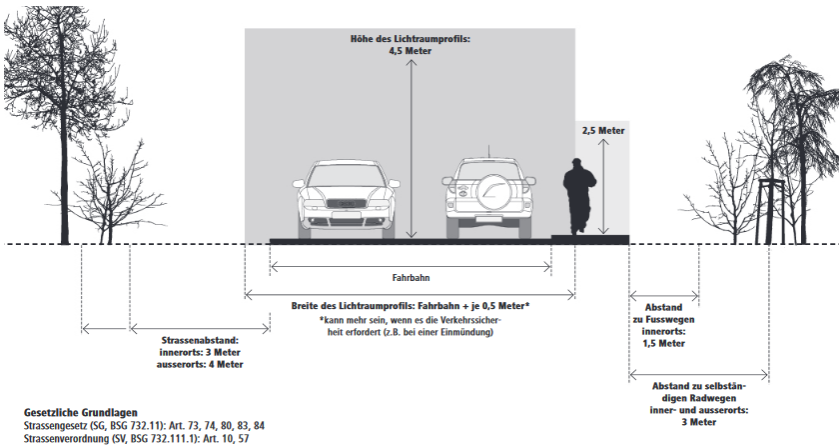 Höhe des Lichtraumprofils:
4,5 Meter
2,5 Meter
Fahrbahn
Breite des Lichtraumprofils: Fahrbahn + je 0,5 Meter*
*kann mehr sein, wenn es die Verkehrssicher-
heit erfordert (z.B. bei einer Einmündung)
Strassenabstand:
innerorts: 3 Meter
ausserorts: 4 Meter
Abstand
zu Fusswegen
innerorts:
1,5 Meter
Abstand zu selbstän-
digen Radwegen
inner- und ausserorts:
3 Meter
Gesetzliche Grundlagen
Strassengesetz (SG, BSG 732.11): Art. 73, 74, 80, 83, 84
Strassenverordnung (SV, BSG 732.111.1): Art. 10, 57